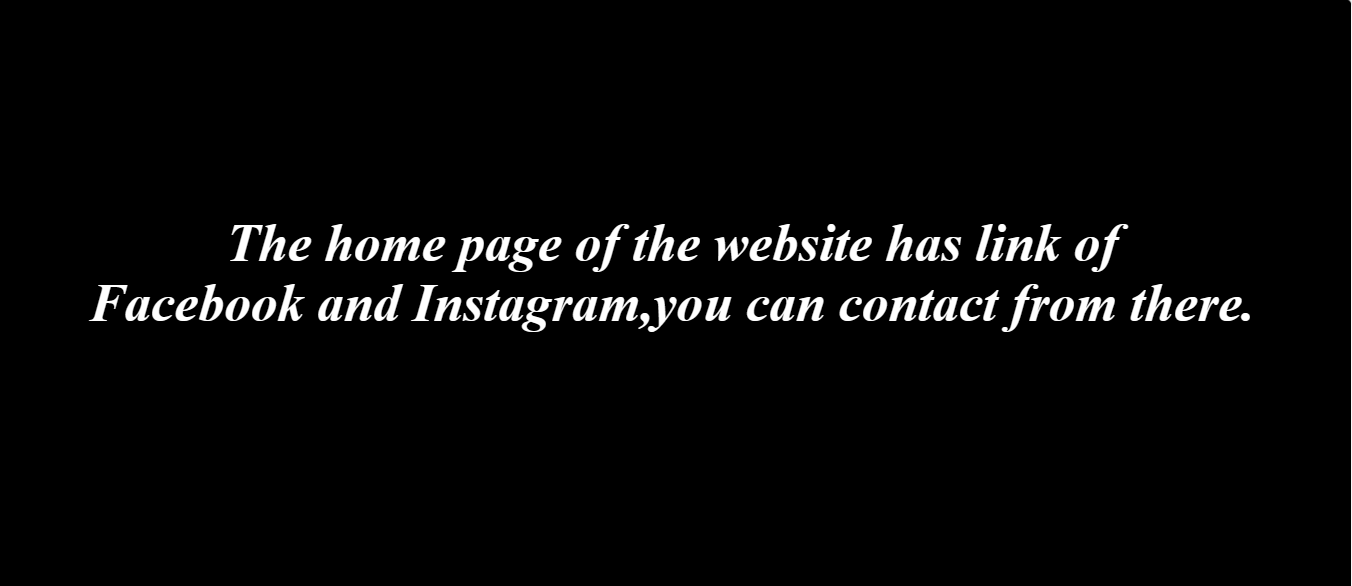 The home page of the website has link of
Facebook and Instagram,you can contact from there.